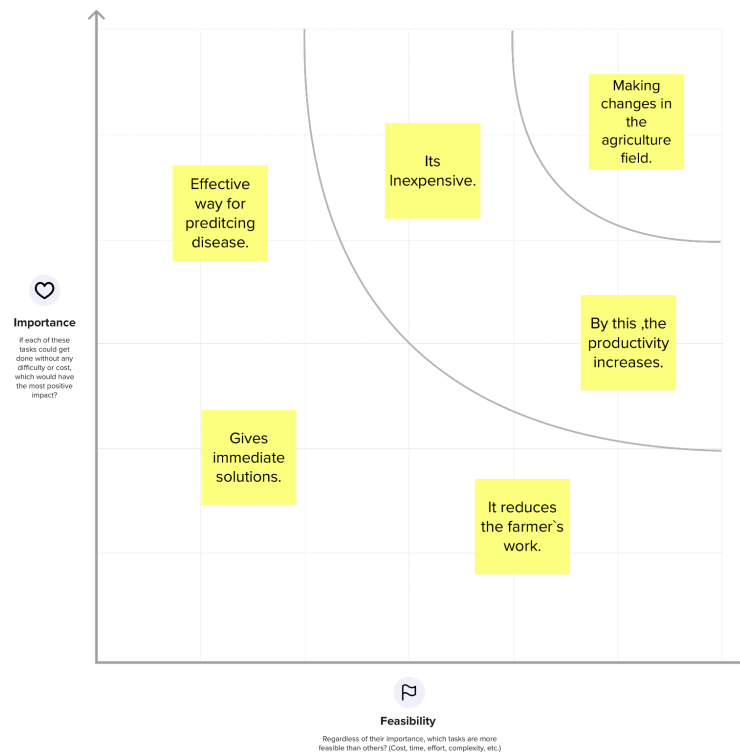 Making
changes in
the
agriculture
field.
Its
Inexpensive.
Effective
way for
preditcing
disease.
By this ,the
productivity
increases.
Gives
immediate
solutions.
It reduces
the farmer`s
work.
Importance
If each of these
tasks could get
done without any
difficulty or cost,
which would have
the most positive
impact?
Feasibility
Regardless of their importance, which tasks are more
feasible than others? (Cost, time, effort, complexity, etc.)